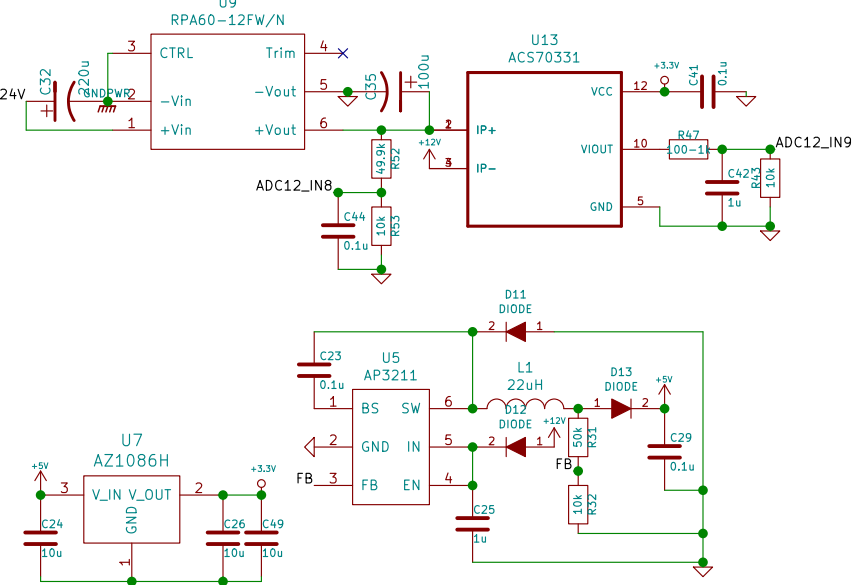 U9
RPA60-12FW/N
3 CTRL Trim 4
C32 220u
24V
GNDPWR
2 -Vin -Vout 5
1 +Vin +Vout 6
C35 100u
+12V
49.9k R52
ADC12_IN8
C44 0.1u
10k R53
U13
ACS70331
IP+
IP-
VCC 12
VIOUT 10
GND 5
+3.3V
C41 0.1u
R47
100-1k
ADC12_IN9
C42
1u
R43 10k
D11
DIODE
2 1
C23
0.1u
U5
AP3211
1 BS SW 6
2 GND IN 5
3 FB EN 4
FB
L1
22uH
D12
DIODE
2 1
+12V
D13
DIODE
1 2
+5V
50k R31
FB
10k R32
C29
0.1u
C25
1u
U7
AZ1086H
+5V
3 V_IN V_OUT 2
GND
1
+3.3V
C24
10u
C26
10u
C49
10u